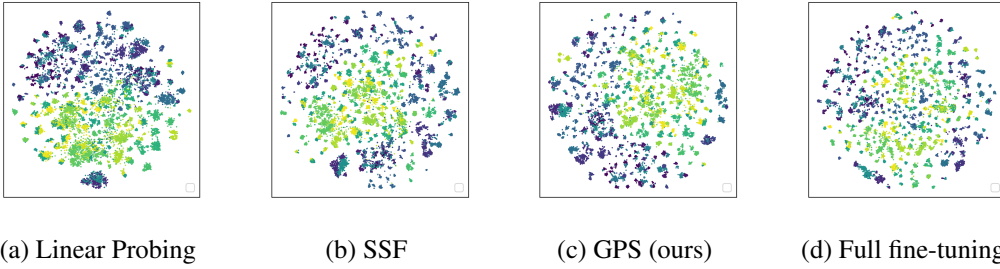 (a) Linear Probing
(b) SSF
(c) GPS (ours)
(d) Full fine-tuning